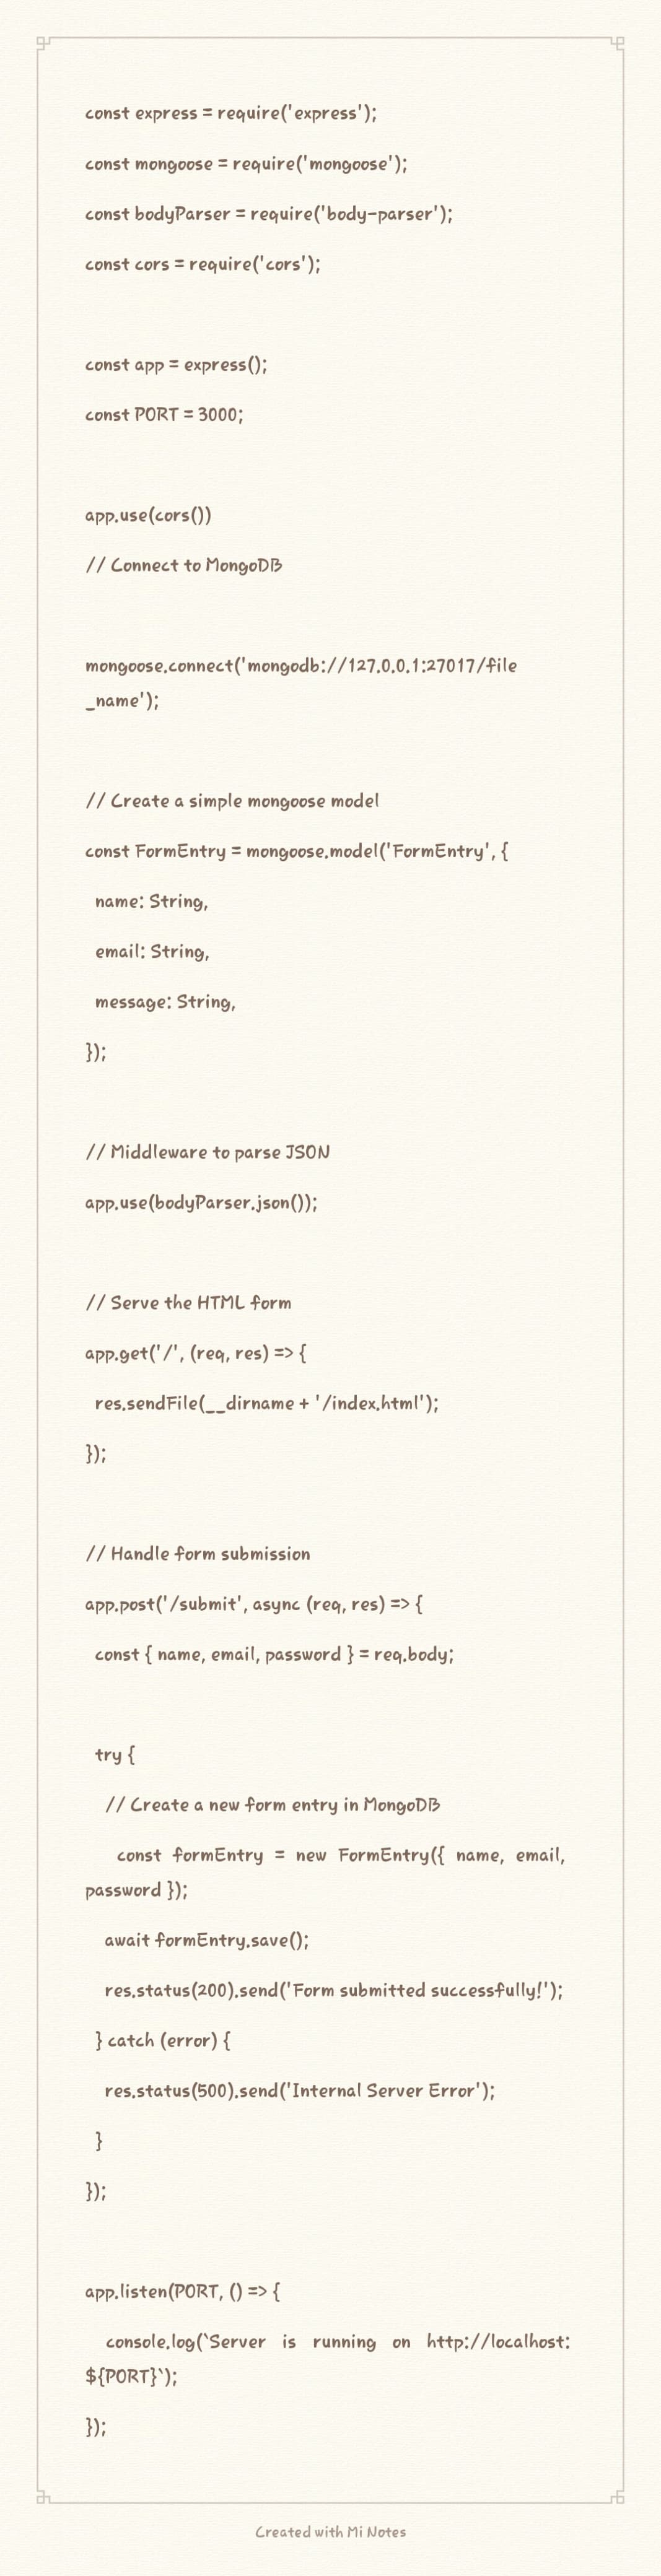 const express = require('express');
const mongoose = require('mongoose');
const bodyParser = require('body-parser');
const cors = require('cors');
const app = express();
const PORT = 3000;
app.use(cors())
// Connect to MongoDB
mongoose.connect('mongodb://127.0.0.1:27017/file
_name');
// Create a simple mongoose model
const FormEntry = mongoose.model('FormEntry', {
  name: String,
  email: String,
  message: String,
});
// Middleware to parse JSON
app.use(bodyParser.json());
// Serve the HTML form
app.get('/', (req, res) => {
  res.sendFile(__dirname + '/index.html');
});
// Handle form submission
app.post('/submit', async (req, res) => {
  const { name, email, password } = req.body;
  try {
    // Create a new form entry in MongoDB
    const formEntry = new FormEntry({ name, email,
password });
    await formEntry.save();
    res.status(200).send('Form submitted successfully!');
  } catch (error) {
    res.status(500).send('Internal Server Error');
  }
});
app.listen(PORT, () => {
  console.log(`Server is running on http://localhost:
${PORT}`);
});
Created with Mi Notes